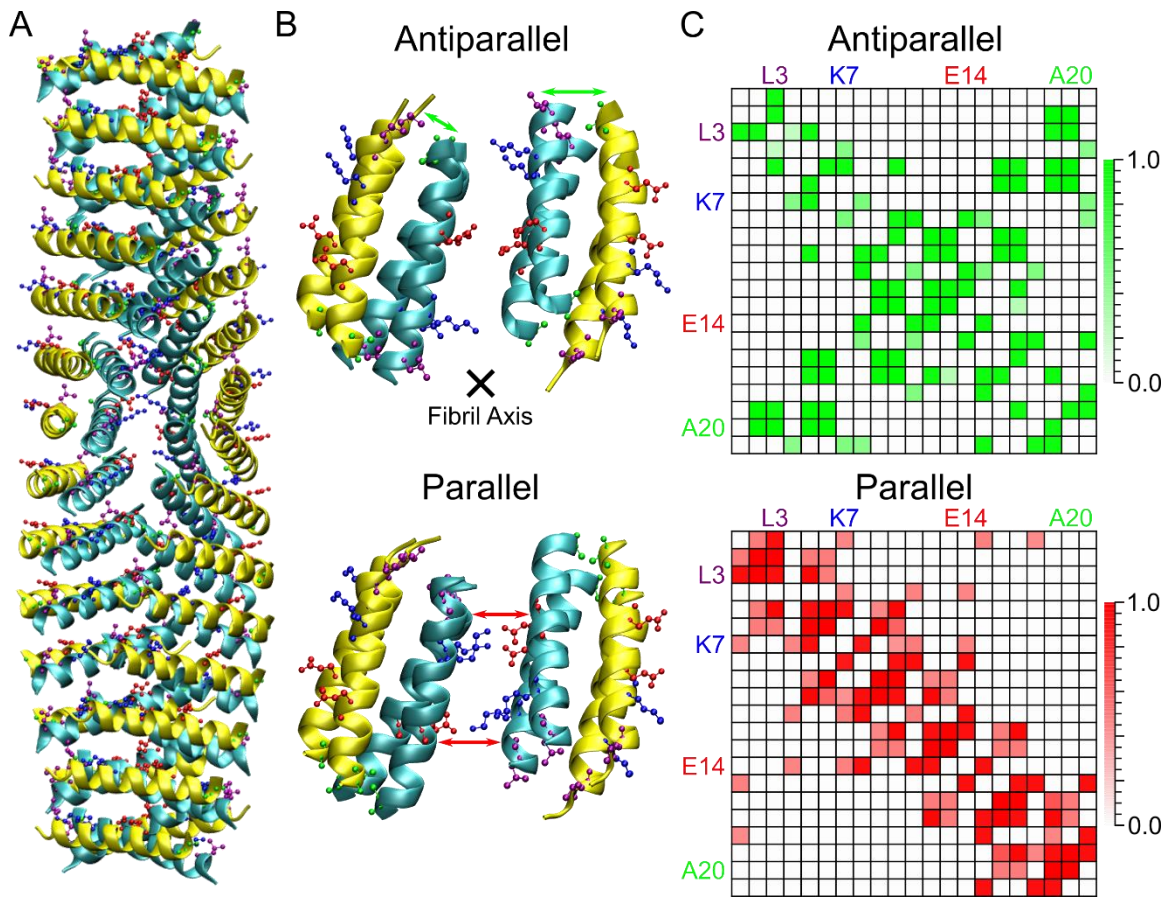 A
B
C
Antiparallel
Fibril Axis
Parallel
Antiparallel
L3 K7 E14 A20
L3
K7
E14
A20
1.0
0.0
Parallel
L3 K7 E14 A20
L3
K7
E14
A20
1.0
0.0